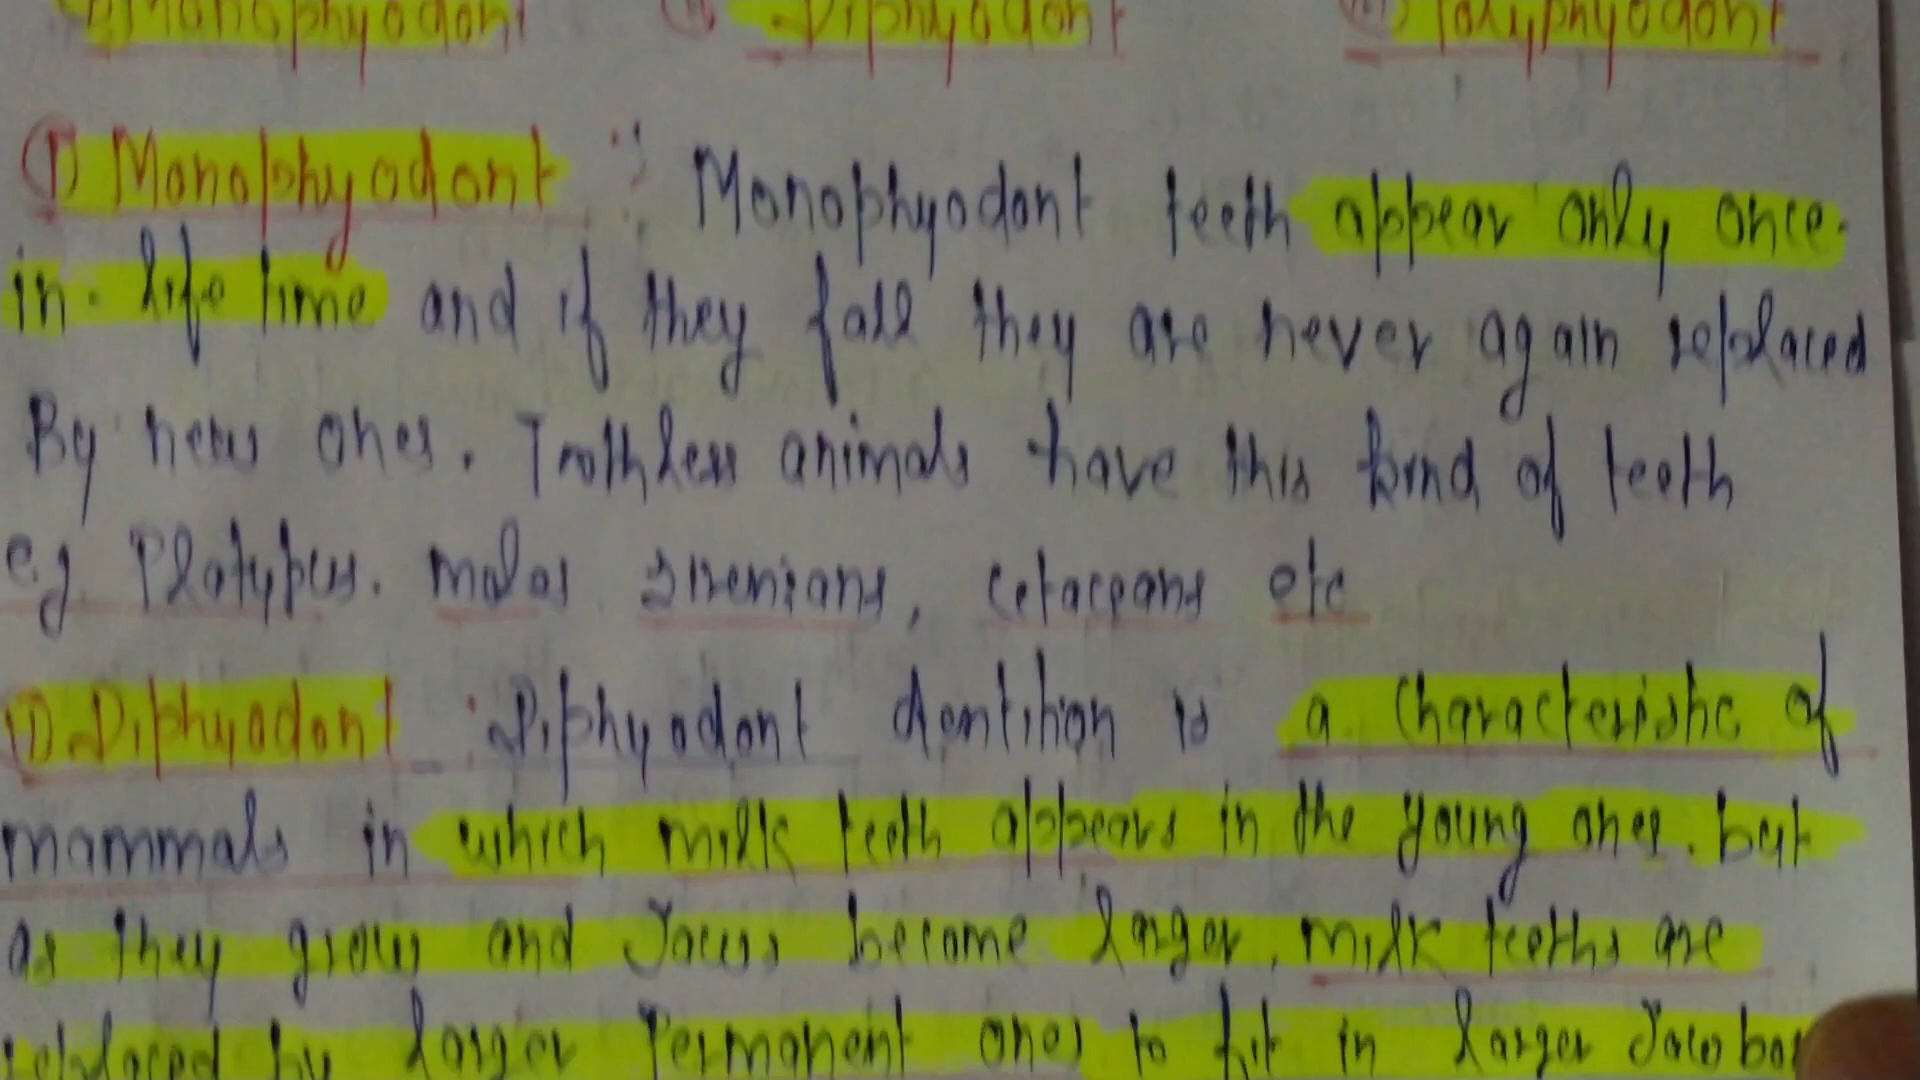 (i) Monophyodont (ii) Diphyodont (iii) Polyphyodont
(I) Monophyodont : Monophyodont teeth appear only once
in life time and if they fall they are never again replaced
By news ones. Toothless animals have this kind of teeth
e.g. Platypus. moles sirenians, cetaceans etc
(I) Diphyodont : Diphyodont dentition is a characteristic of
mammals in which milk teeth appears in the young ones. but
as they grow and Jaws become larger, milk teeths are
replaced by larger Permanent ones to fit in larger Jaw